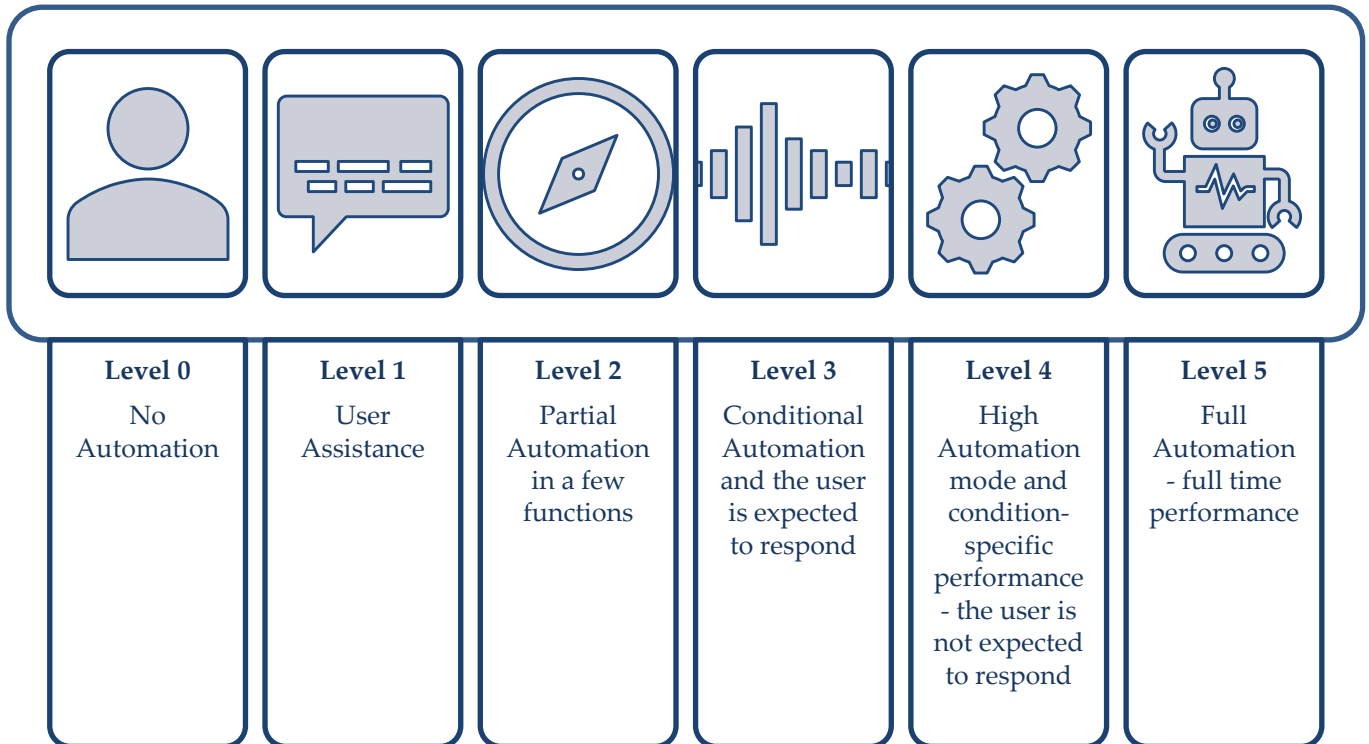 Level 0
No
Automation
Level 1
User
Assistance
Level 2
Partial
Automation
in a few
functions
Level 3
Conditional
Automation
and the user
is expected
to respond
Level 4
High
Automation
mode and
condition-
specific
performance
- the user is
not expected
to respond
Level 5
Full
Automation
- full time
performance